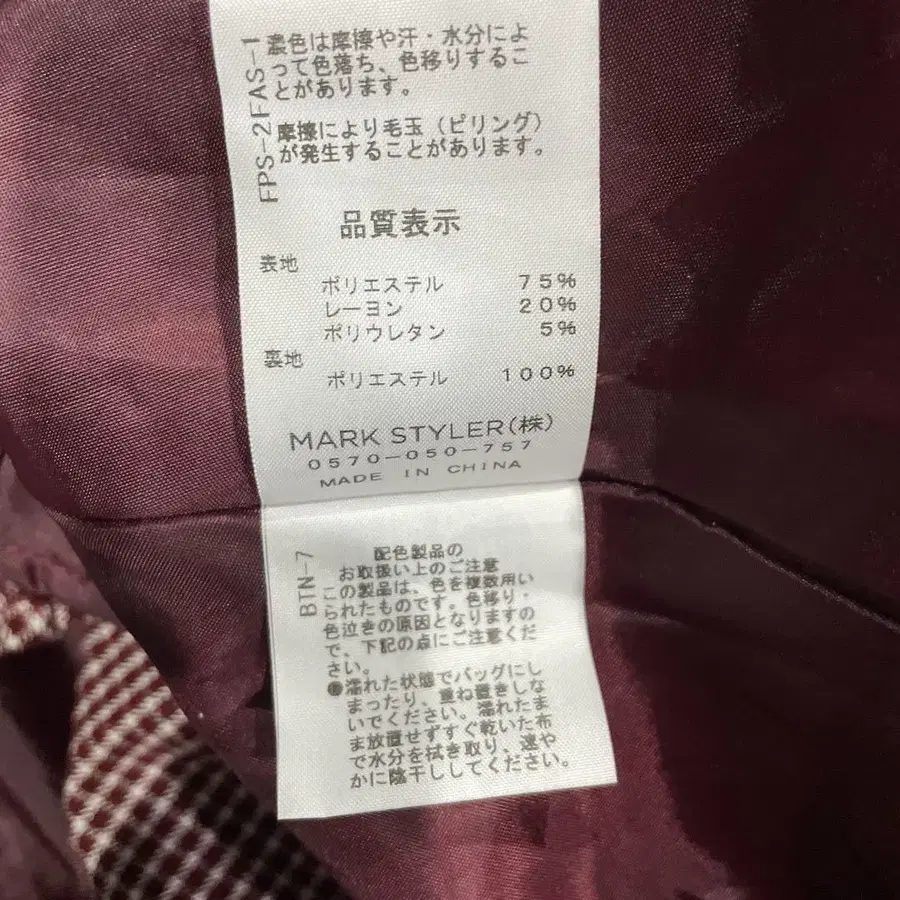 FPS-2FAS-1
濃色は摩擦や汗・水分によ
って色落ち、色移りするこ
とがあります。
摩擦により毛玉(ピリング)
が発生することがあります。
品質表示
表地
ポリエステル 75%
レーヨン 20%
ポリウレタン 5%
裏地
ポリエステル 100%
MARK STYLER(株)
0570-050-757
MADE IN CHINA
BTN-7
配色製品の
お取扱い上のご注意
この製品は、色を複数用い
られたものです。色移り・
色泣きの原因となりますの
で、下記の点にご注意くだ
さい。
●濡れた状態でバッグにし
まったり、重ね置きしな
いでください。濡れたま
ま放置せずすぐ乾いた布
で水分を拭き取り、速や
かに陰干ししてください。